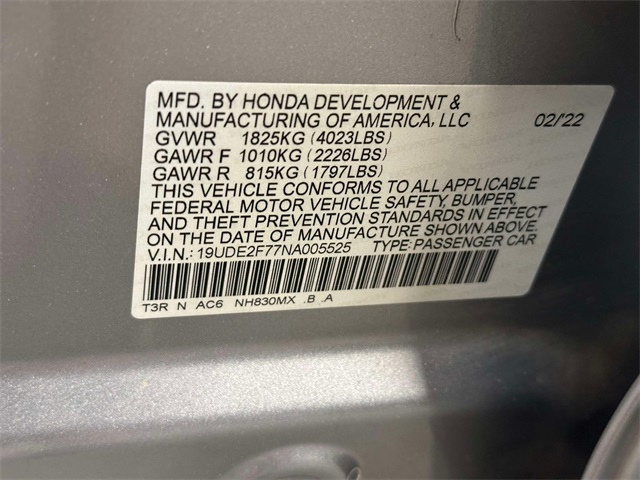 MFD. BY HONDA DEVELOPMENT &
MANUFACTURING OF AMERICA, LLC 02/'22
GVWR 1825KG (4023LBS)
GAWR F 1010KG (2226LBS)
GAWR R 815KG (1797LBS)
THIS VEHICLE CONFORMS TO ALL APPLICABLE
FEDERAL MOTOR VEHICLE SAFETY, BUMPER,
AND THEFT PREVENTION STANDARDS IN EFFECT
ON THE DATE OF MANUFACTURE SHOWN ABOVE.
V.I.N.: 19UDE2F77NA005525 TYPE: PASSENGER CAR
T3R N AC6 NH830MX .B .A